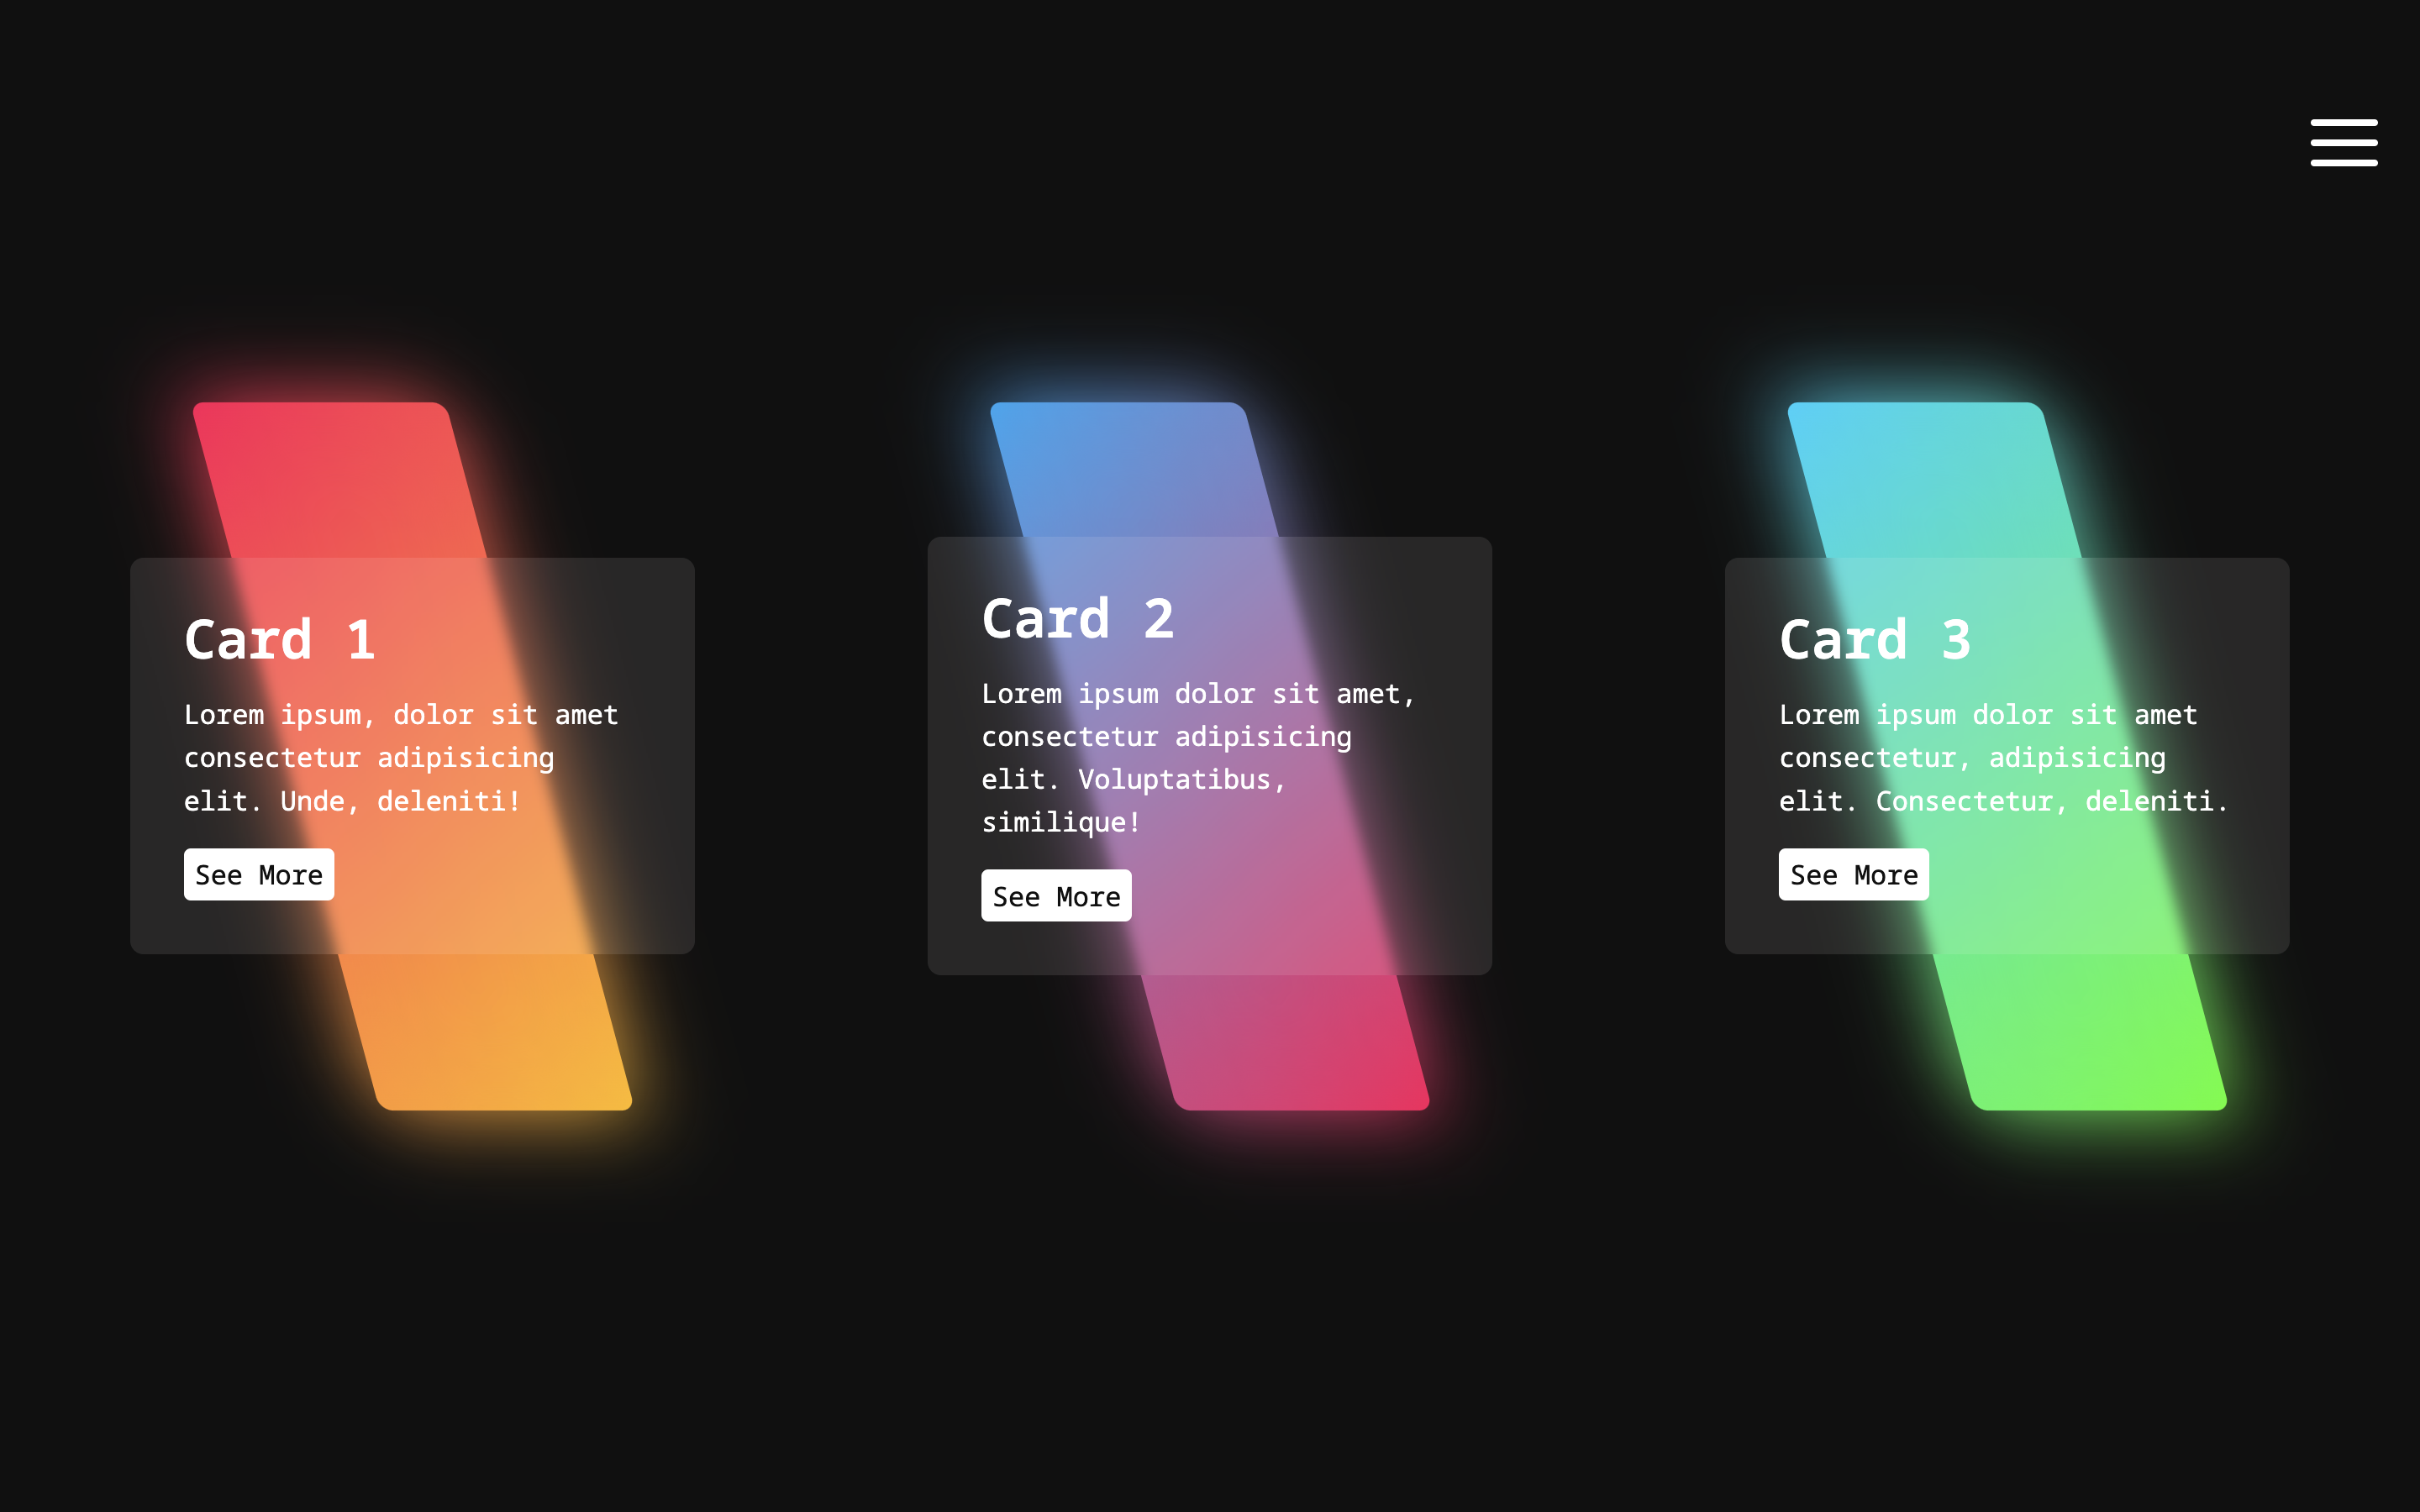 Card 1
Lorem ipsum, dolor sit amet
consectetur adipisicing
elit. Unde, deleniti!
See More
Card 2
Lorem ipsum dolor sit amet,
consectetur adipisicing
elit. Voluptatibus,
similique!
See More
Card 3
Lorem ipsum dolor sit amet
consectetur, adipisicing
elit. Consectetur, deleniti.
See More